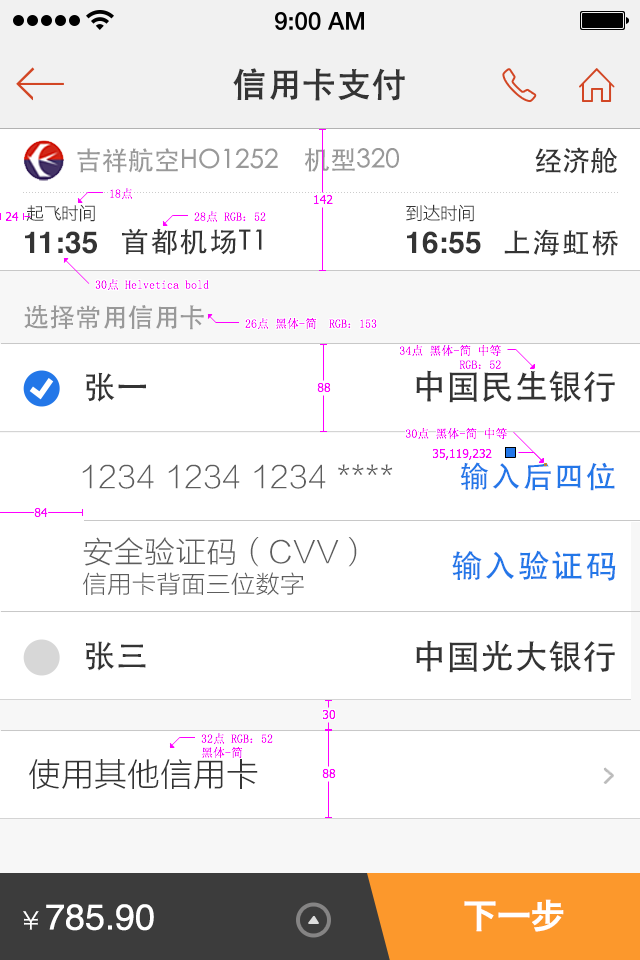 9:00 AM
信用卡支付
吉祥航空HO1252 机型320 经济舱
142
18点
24
起飞时间 到达时间
28点 RGB: 52
11:35 首都机场T1 16:55 上海虹桥
30点 Helvetica bold
选择常用信用卡
26点 黑体-简 RGB: 153
34点 黑体-简 中等
RGB: 52
88
张一 中国民生银行
30点 黑体-简 中等
35,119,232
1234 1234 1234 **** 输入后四位
84
安全验证码（CVV）
信用卡背面三位数字
输入验证码
张三 中国光大银行
30
32点 RGB: 52
黑体-简
88
使用其他信用卡
¥785.90 下一步